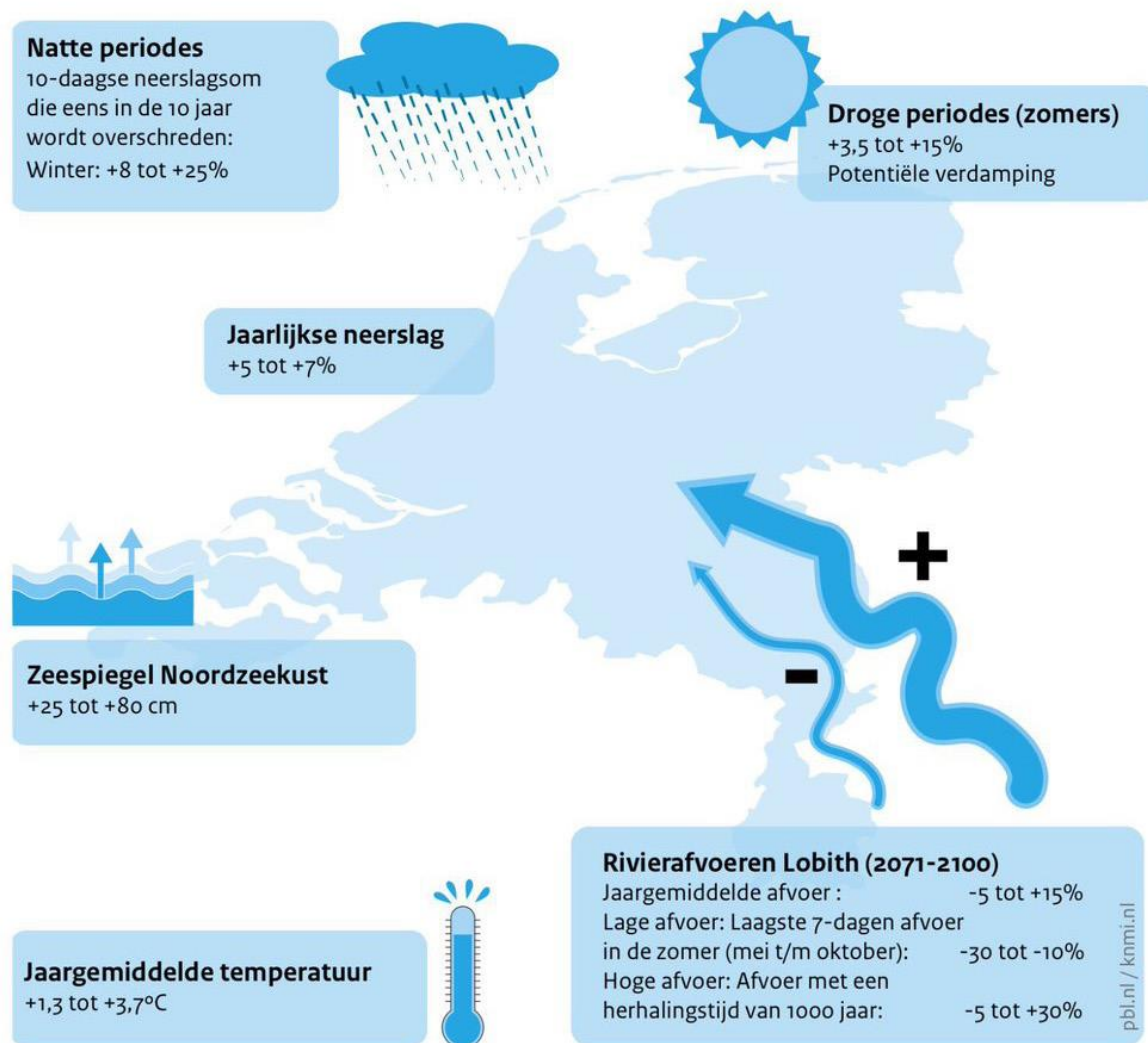 Natte periodes
10-daagse neerslagsom
die eens in de 10 jaar
wordt overschreden:
Winter: +8 tot +25%
Droge periodes (zomers)
+3,5 tot +15%
Potentiële verdamping
Jaarlijkse neerslag
+5 tot +7%
+
-
Zeespiegel Noordzeekust
+25 tot +80 cm
Jaargemiddelde temperatuur
+1,3 tot +3,7ºC
Rivierafvoeren Lobith (2071-2100)
Jaargemiddelde afvoer : -5 tot +15%
Lage afvoer: Laagste 7-dagen afvoer
in de zomer (mei t/m oktober): -30 tot -10%
Hoge afvoer: Afvoer met een
herhalingstijd van 1000 jaar: -5 tot +30%
pbl.nl / knmi.nl